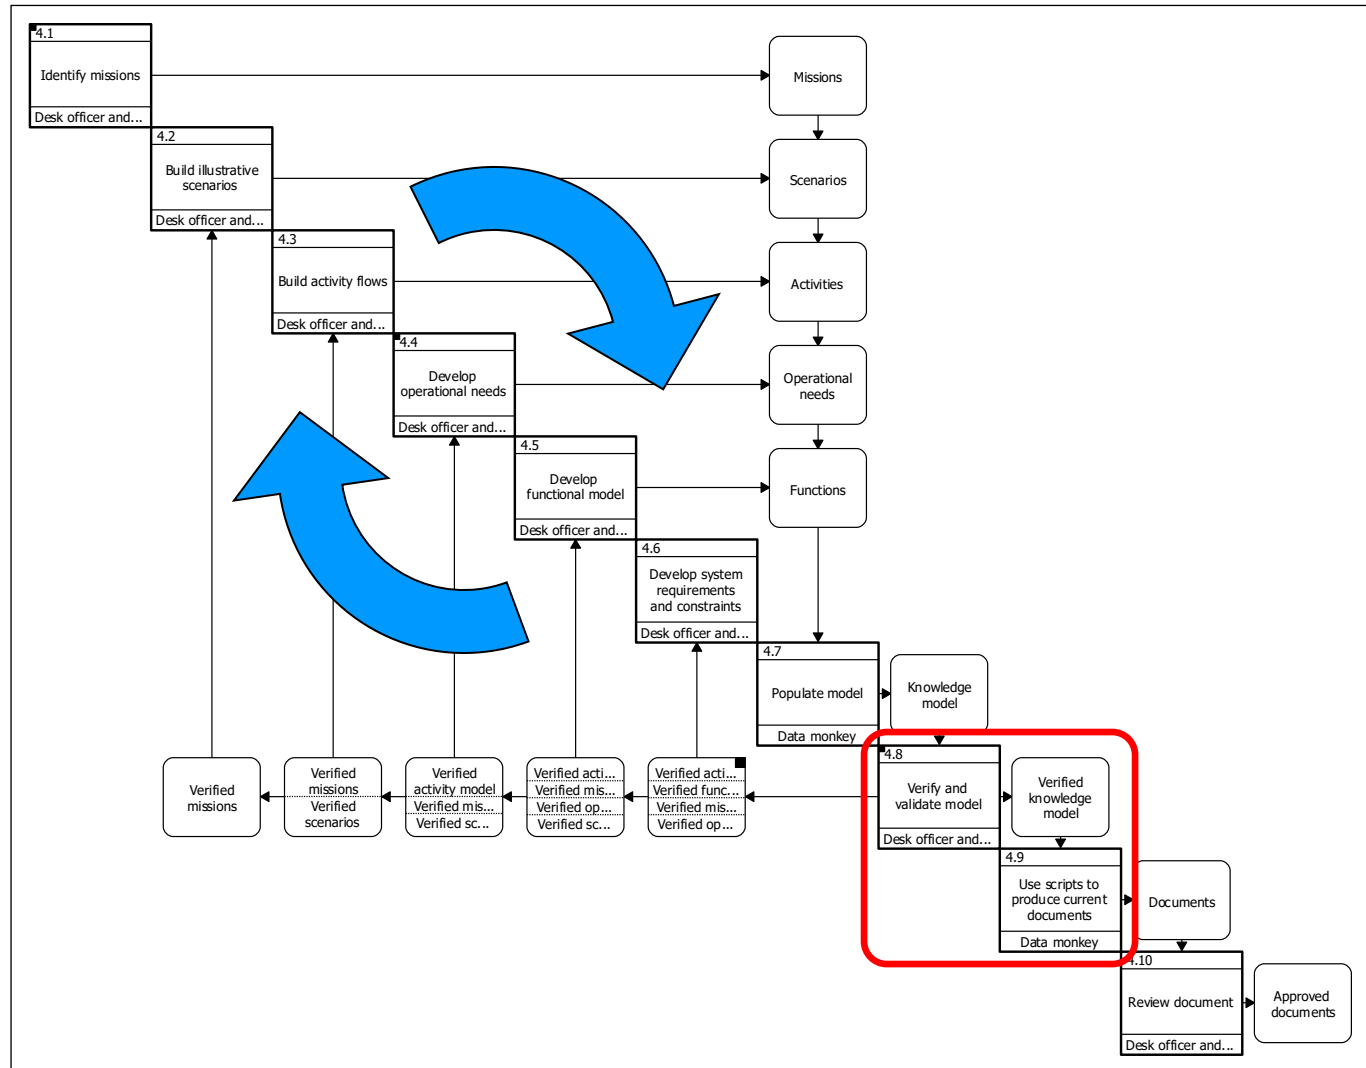 4.1
Identify missions
Desk officer and...
Missions
4.2
Build illustrative
scenarios
Desk officer and...
Scenarios
4.3
Build activity flows
Desk officer and...
Activities
4.4
Develop
operational needs
Desk officer and...
Operational
needs
4.5
Develop
functional model
Desk officer and...
Functions
4.6
Develop system
requirements
and constraints
Desk officer and...
4.7
Populate model
Data monkey
Knowledge
model
Verified
missions
Verified
missions
Verified
scenarios
Verified
activity model
Verified mis...
Verified sc...
Verified acti...
Verified mis...
Verified op...
Verified sc...
Verified acti...
Verified func...
Verified mis...
Verified op...
4.8
Verify and
validate model
Desk officer and...
Verified
knowledge
model
4.9
Use scripts to
produce current
documents
Data monkey
Documents
4.10
Review document
Desk officer and...
Approved
documents